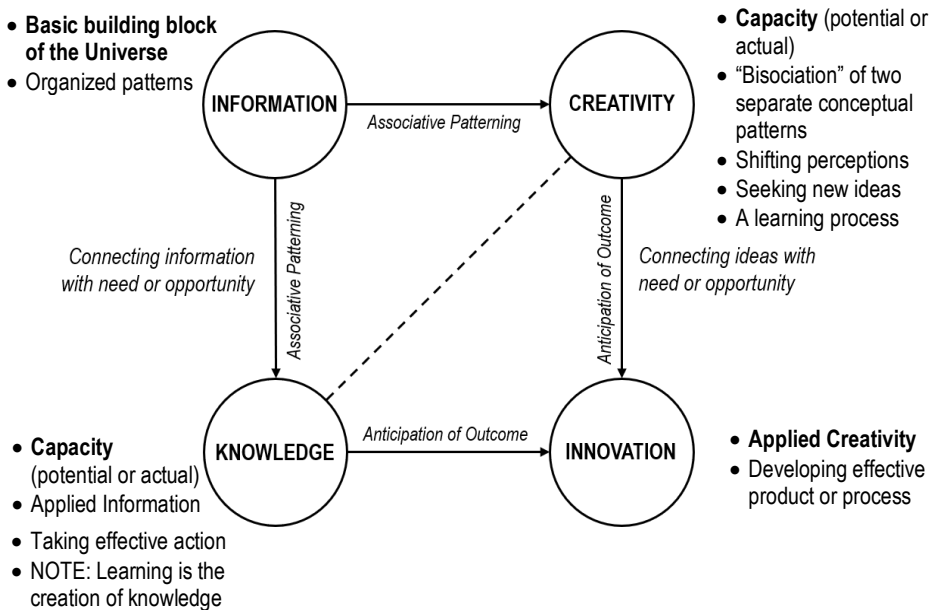 • Basic building block
of the Universe
• Organized patterns
INFORMATION
Associative Patterning
CREATIVITY
• Capacity (potential or
actual)
• “Bisociation” of two
separate conceptual
patterns
• Shifting perceptions
• Seeking new ideas
• A learning process
Connecting information
with need or opportunity
Associative Patterning
Anticipation of Outcome
Connecting ideas with
need or opportunity
• Capacity
(potential or actual)
• Applied Information
• Taking effective action
• NOTE: Learning is the
creation of knowledge
KNOWLEDGE
Anticipation of Outcome
INNOVATION
• Applied Creativity
• Developing effective
product or process